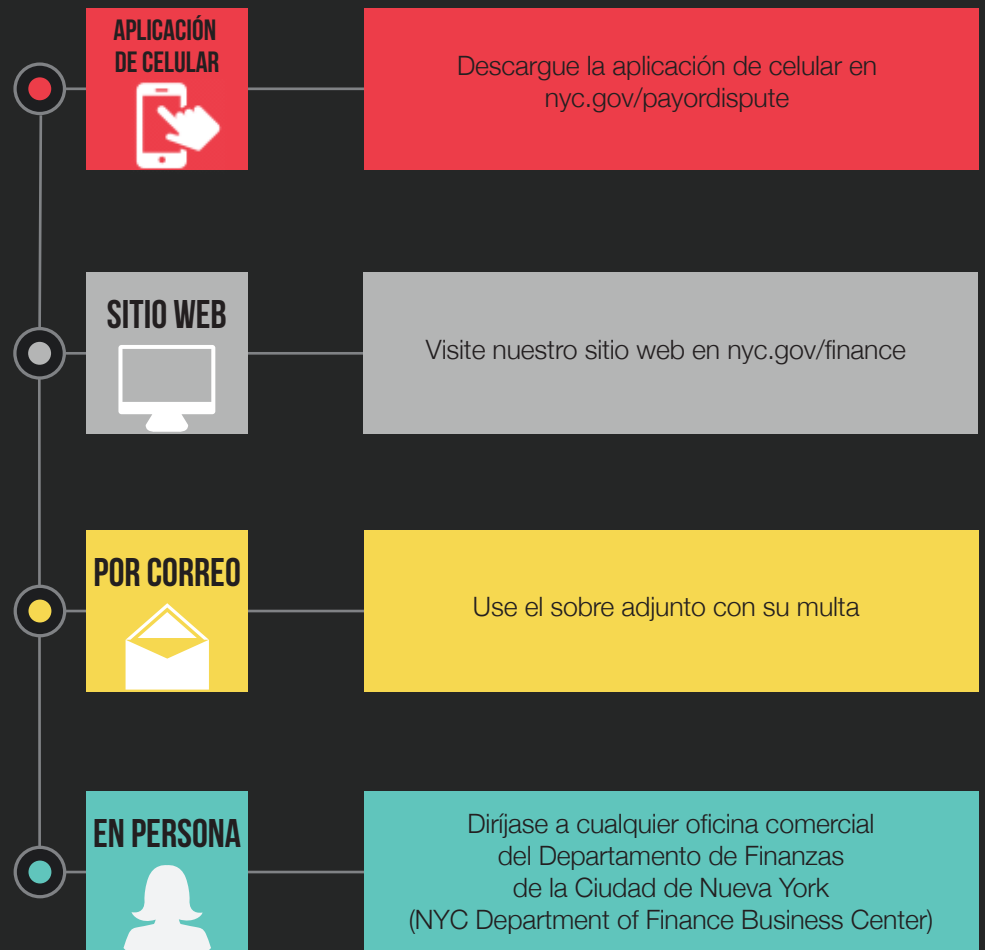 APLICACIÓN
DE CELULAR
Descargue la aplicación de celular en
nyc.gov/payordispute
SITIO WEB
Visite nuestro sitio web en nyc.gov/finance
POR CORREO
Use el sobre adjunto con su multa
EN PERSONA
Diríjase a cualquier oficina comercial
del Departamento de Finanzas
de la Ciudad de Nueva York
(NYC Department of Finance Business Center)